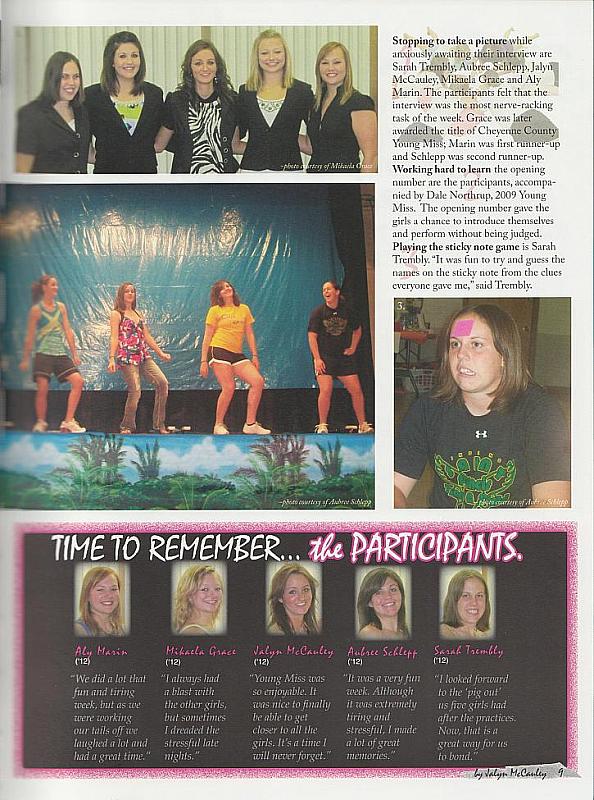 Stopping to take a picture while
anxiously awaiting their interview are
Sarah Trembly, Aubree Schlepp, Jalyn
McCauley, Mikaela Grace and Aly
Marin. The participants felt that the
interview was the most nerve-racking
task of the week. Grace was later
awarded the title of Cheyenne County
Young Miss; Marin was first runner-up
and Schlepp was second runner-up.
Working hard to learn the opening
number are the participants, accompa-
nied by Dale Northrup, 2009 Young
Miss. The opening number gave the
girls a chance to introduce themselves
and perform without being judged.
Playing the sticky note game is Sarah
Trembly. "It was fun to try and guess the
names on the sticky note from the clues
everyone gave me," said Trembly.
~photo courtesy of Mikaela Grace
~photo courtesy of Aubree Schlepp
3.
~photo courtesy of Aubree Schlepp
TIME TO REMEMBER... the PARTICIPANTS.
Aly Marin
('12)
"We did a lot that
fun and tiring
week, but as we
were working
our tails off we
laughed a lot and
had a great time."
Mikaela Grace
('12)
"I always had
a blast with
the other girls,
but sometimes
I dreaded the
stressful late
nights."
Jalyn McCauley
('12)
"Young Miss was
so enjoyable. It
was nice to finally
be able to get
closer to all the
girls. It's a time I
will never forget."
Aubree Schlepp
('12)
"It was a very fun
week. Although
it was extremely
tiring and
stressful, I made
a lot of great
memories."
Sarah Trembly
('12)
"I looked forward
to the 'pig out'
us five girls had
after the practices.
Now, that is a
great way for us
to bond."
by Jalyn McCauley 9